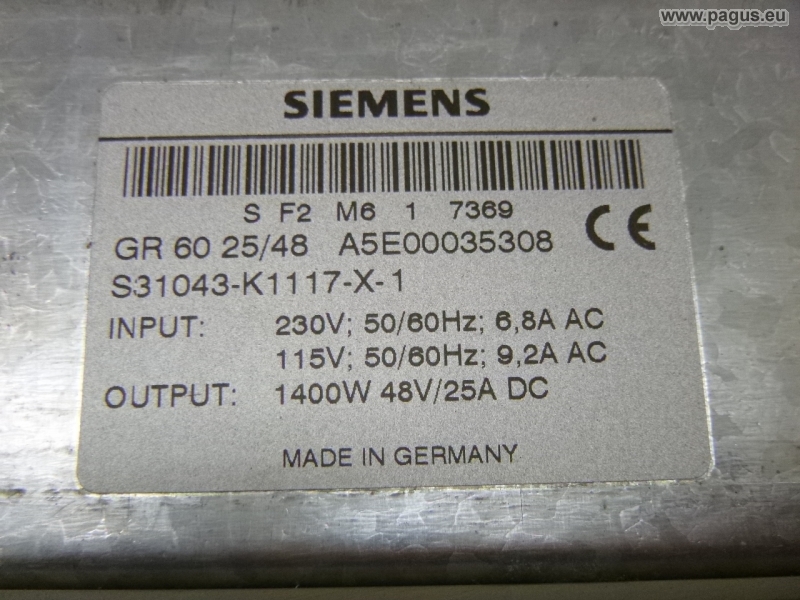 www.pagus.eu
SIEMENS
S F2 M6 1 7369
GR 60 25/48 A5E00035308 CE
S31043-K1117-X-1
INPUT: 230V; 50/60Hz; 6,8A AC
115V; 50/60Hz; 9,2A AC
OUTPUT: 1400W 48V/25A DC
MADE IN GERMANY